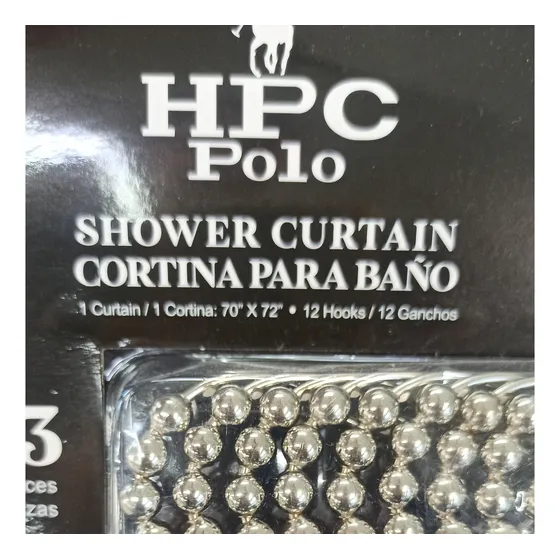 HPC
Polo
SHOWER CURTAIN
CORTINA PARA BAÑO
1 Curtain / 1 Cortina: 70" X 72" • 12 Hooks / 12 Ganchos
3
ces
zas